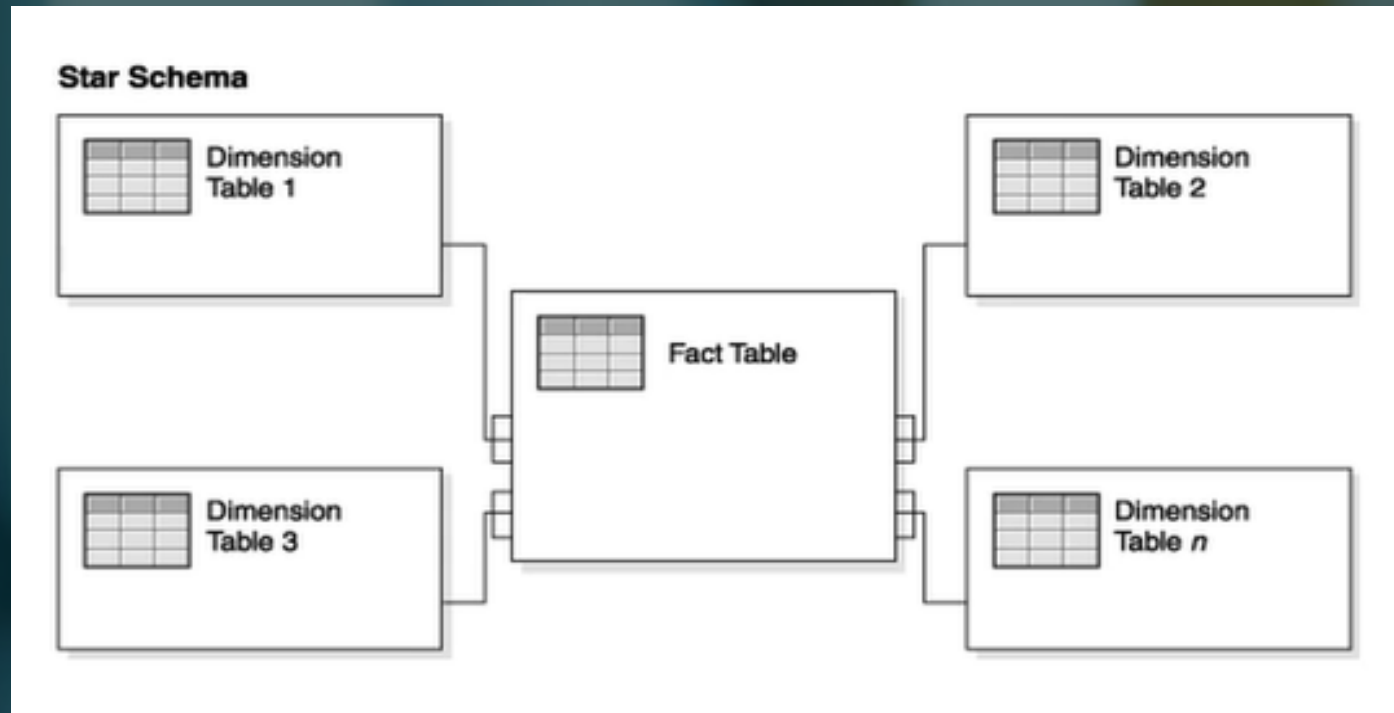 Star Schema
Dimension
Table 1
Dimension
Table 2
Fact Table
Dimension
Table 3
Dimension
Table n